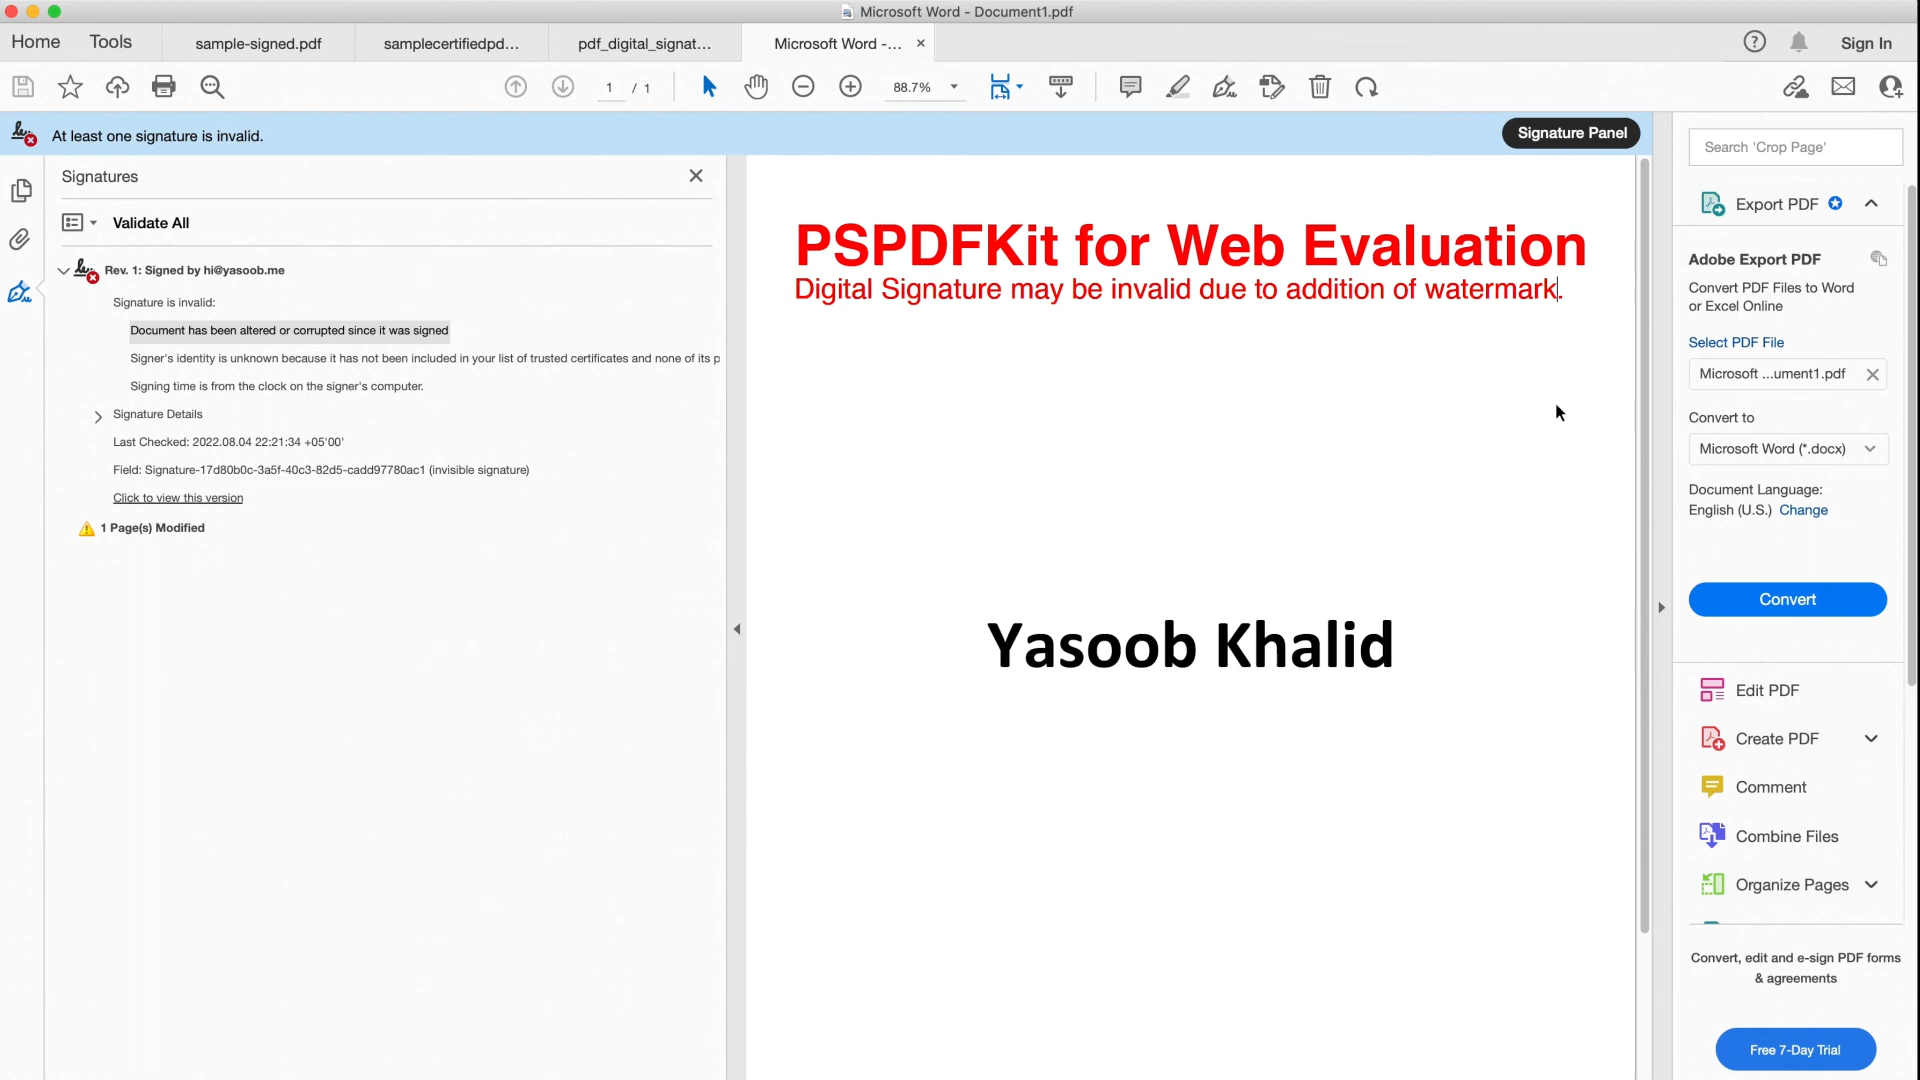 Microsoft Word - Document1.pdf
Home
Tools
sample-signed.pdf
samplecertifiedpd...
pdf_digital_signat...
Microsoft Word -...
Sign In
1 / 1
88.7%
At least one signature is invalid.
Signature Panel
Signatures
Validate All
Rev. 1: Signed by hi@yasoob.me
Signature is invalid:
Document has been altered or corrupted since it was signed
Signer's identity is unknown because it has not been included in your list of trusted certificates and none of its p
Signing time is from the clock on the signer's computer.
Signature Details
Last Checked: 2022.08.04 22:21:34 +05'00'
Field: Signature-17d80b0c-3a5f-40c3-82d5-cadd97780ac1 (invisible signature)
Click to view this version
1 Page(s) Modified
PSPDFKit for Web Evaluation
Digital Signature may be invalid due to addition of watermark.
Yasoob Khalid
Search 'Crop Page'
Export PDF
Adobe Export PDF
Convert PDF Files to Word
or Excel Online
Select PDF File
Microsoft ...ument1.pdf
Convert to
Microsoft Word (*.docx)
Document Language:
English (U.S.) Change
Convert
Edit PDF
Create PDF
Comment
Combine Files
Organize Pages
Convert, edit and e-sign PDF forms
& agreements
Free 7-Day Trial